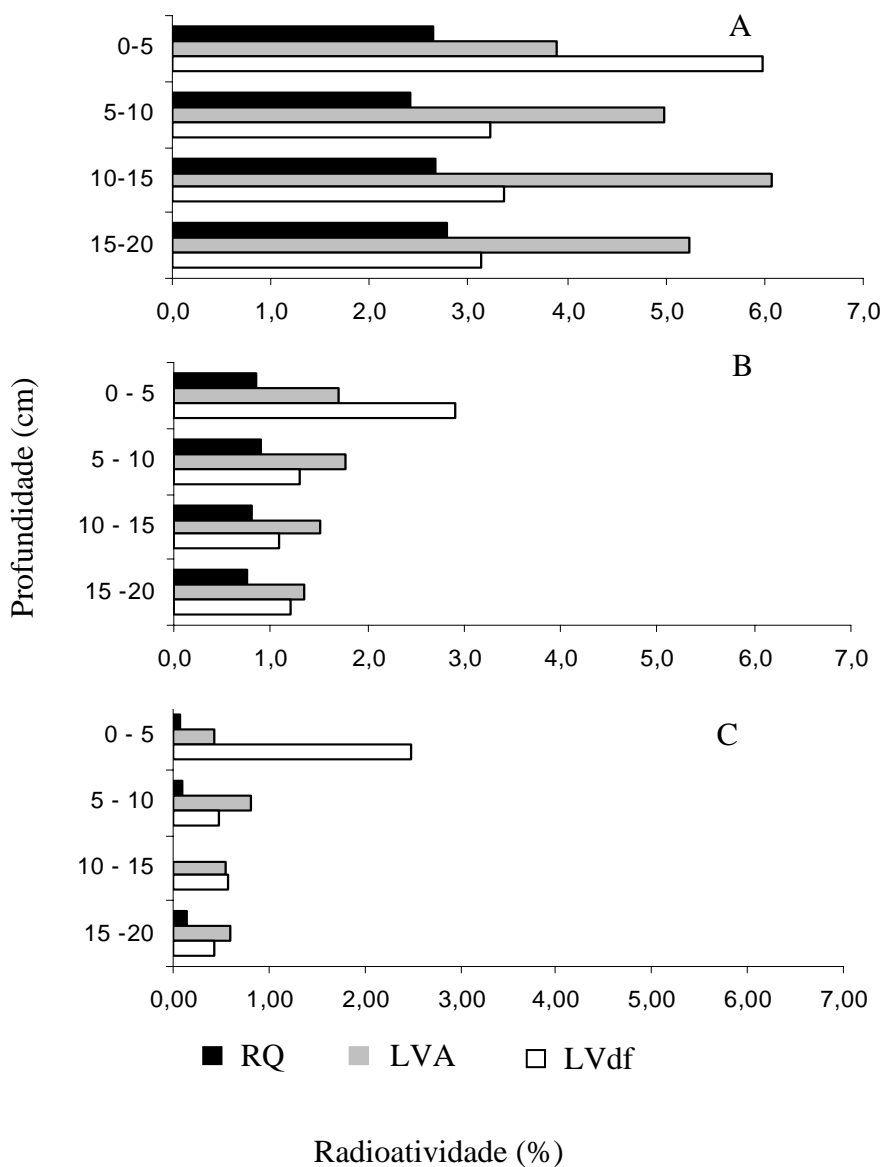 A
0-5
5-10
10-15
15-20
0,0 1,0 2,0 3,0 4,0 5,0 6,0 7,0
Profundidade (cm)
B
0 - 5
5 - 10
10 - 15
15 -20
0,0 1,0 2,0 3,0 4,0 5,0 6,0 7,0
C
0 - 5
5 - 10
10 - 15
15 -20
0,00 1,00 2,00 3,00 4,00 5,00 6,00 7,00
RQ LVA LVdf
Radioatividade (%)